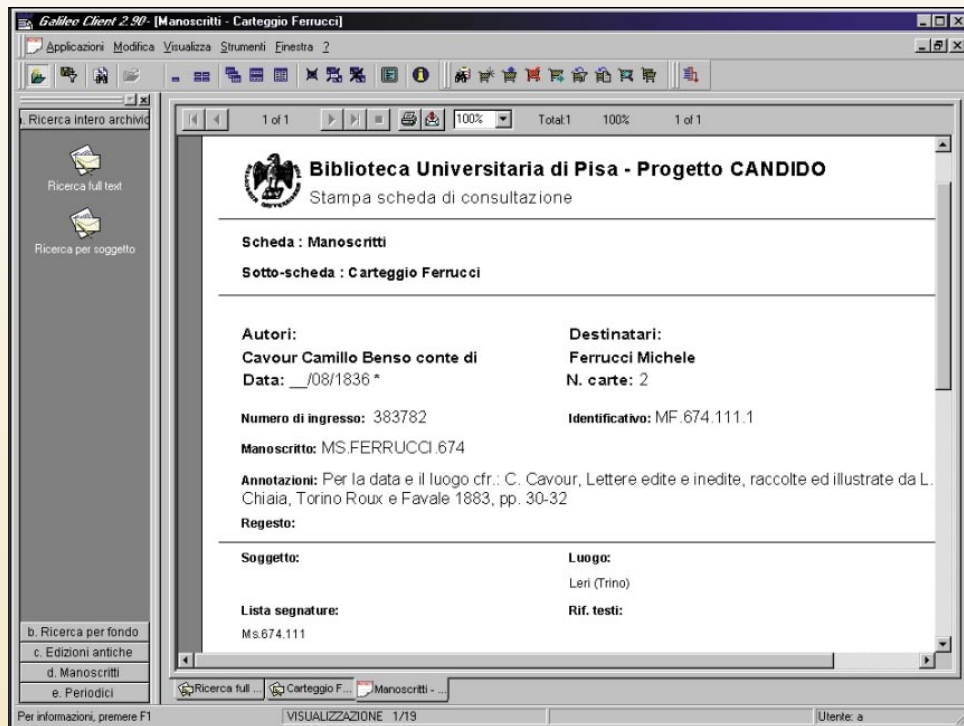 Galileo Client 2.90 - [Manoscritti - Carteggio Ferrucci]
Applicazioni Modifica Visualizza Strumenti Finestra ?
. Ricerca intero archivio
Ricerca full text
Ricerca per soggetto
b. Ricerca per fondo
c. Edizioni antiche
d. Manoscritti
e. Periodici
1 of 1 100% Total:1 100% 1 of 1
Biblioteca Universitaria di Pisa - Progetto CANDIDO
Stampa scheda di consultazione
Scheda : Manoscritti
Sotto-scheda : Carteggio Ferrucci
Autori: Destinatari:
Cavour Camillo Benso conte di Ferrucci Michele
Data: __/08/1836 * N. carte: 2
Numero di ingresso: 383782 Identificativo: MF.674.111.1
Manoscritto: MS.FERRUCCI.674
Annotazioni: Per la data e il luogo cfr.: C. Cavour, Lettere edite e inedite, raccolte ed illustrate da L.
Chiaia, Torino Roux e Favale 1883, pp. 30-32
Regesto:
Soggetto: Luogo:
Leri (Trino)
Lista segnature: Rif. testi:
Ms.674.111
Ricerca full ... Carteggio F... Manoscritti - ...
Per informazioni, premere F1 VISUALIZZAZIONE 1/19 Utente: a